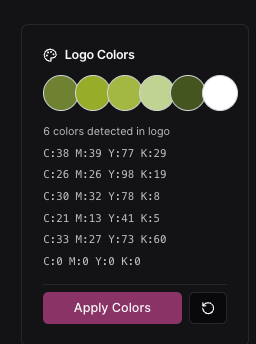 Logo Colors
6 colors detected in logo
C:38 M:39 Y:77 K:29
C:26 M:26 Y:98 K:19
C:30 M:32 Y:78 K:8
C:21 M:13 Y:41 K:5
C:33 M:27 Y:73 K:60
C:0 M:0 Y:0 K:0
Apply Colors